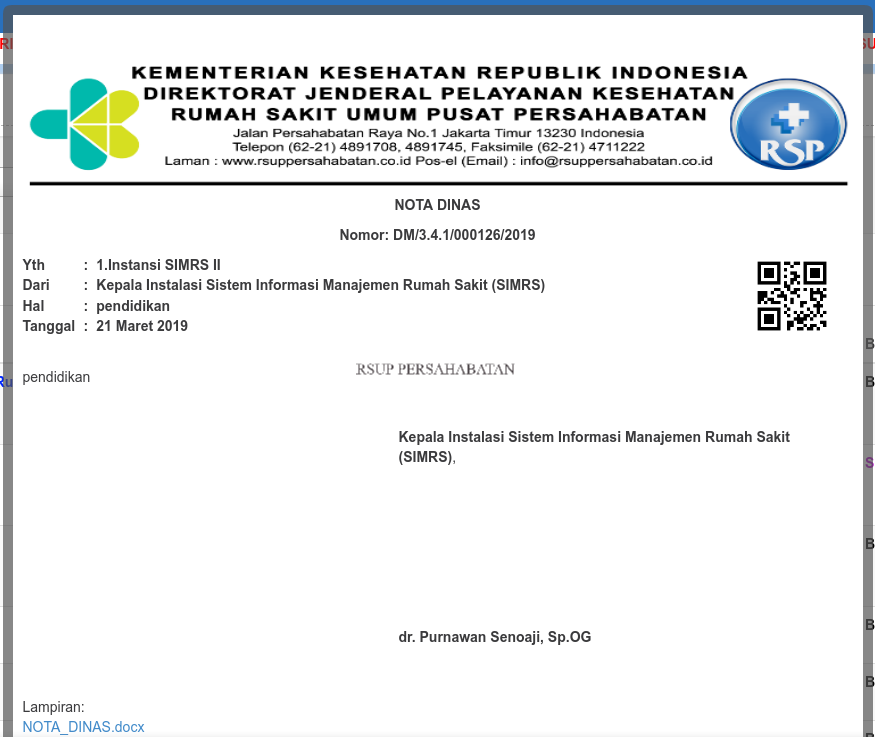 KEMENTERIAN KESEHATAN REPUBLIK INDONESIA
DIREKTORAT JENDERAL PELAYANAN KESEHATAN
RUMAH SAKIT UMUM PUSAT PERSAHABATAN
Jalan Persahabatan Raya No.1 Jakarta Timur 13230 Indonesia
Telepon (62-21) 4891708, 4891745, Faksimile (62-21) 4711222
Laman : www.rsuppersahabatan.co.id Pos-el (Email) : info@rsuppersahabatan.co.id
RSP
NOTA DINAS
Nomor: DM/3.4.1/000126/2019
Yth : 1.Instansi SIMRS II
Dari : Kepala Instalasi Sistem Informasi Manajemen Rumah Sakit (SIMRS)
Hal : pendidikan
Tanggal : 21 Maret 2019
RSUP PERSAHABATAN
pendidikan
Kepala Instalasi Sistem Informasi Manajemen Rumah Sakit
(SIMRS),
dr. Purnawan Senoaji, Sp.OG
Lampiran:
NOTA_DINAS.docx